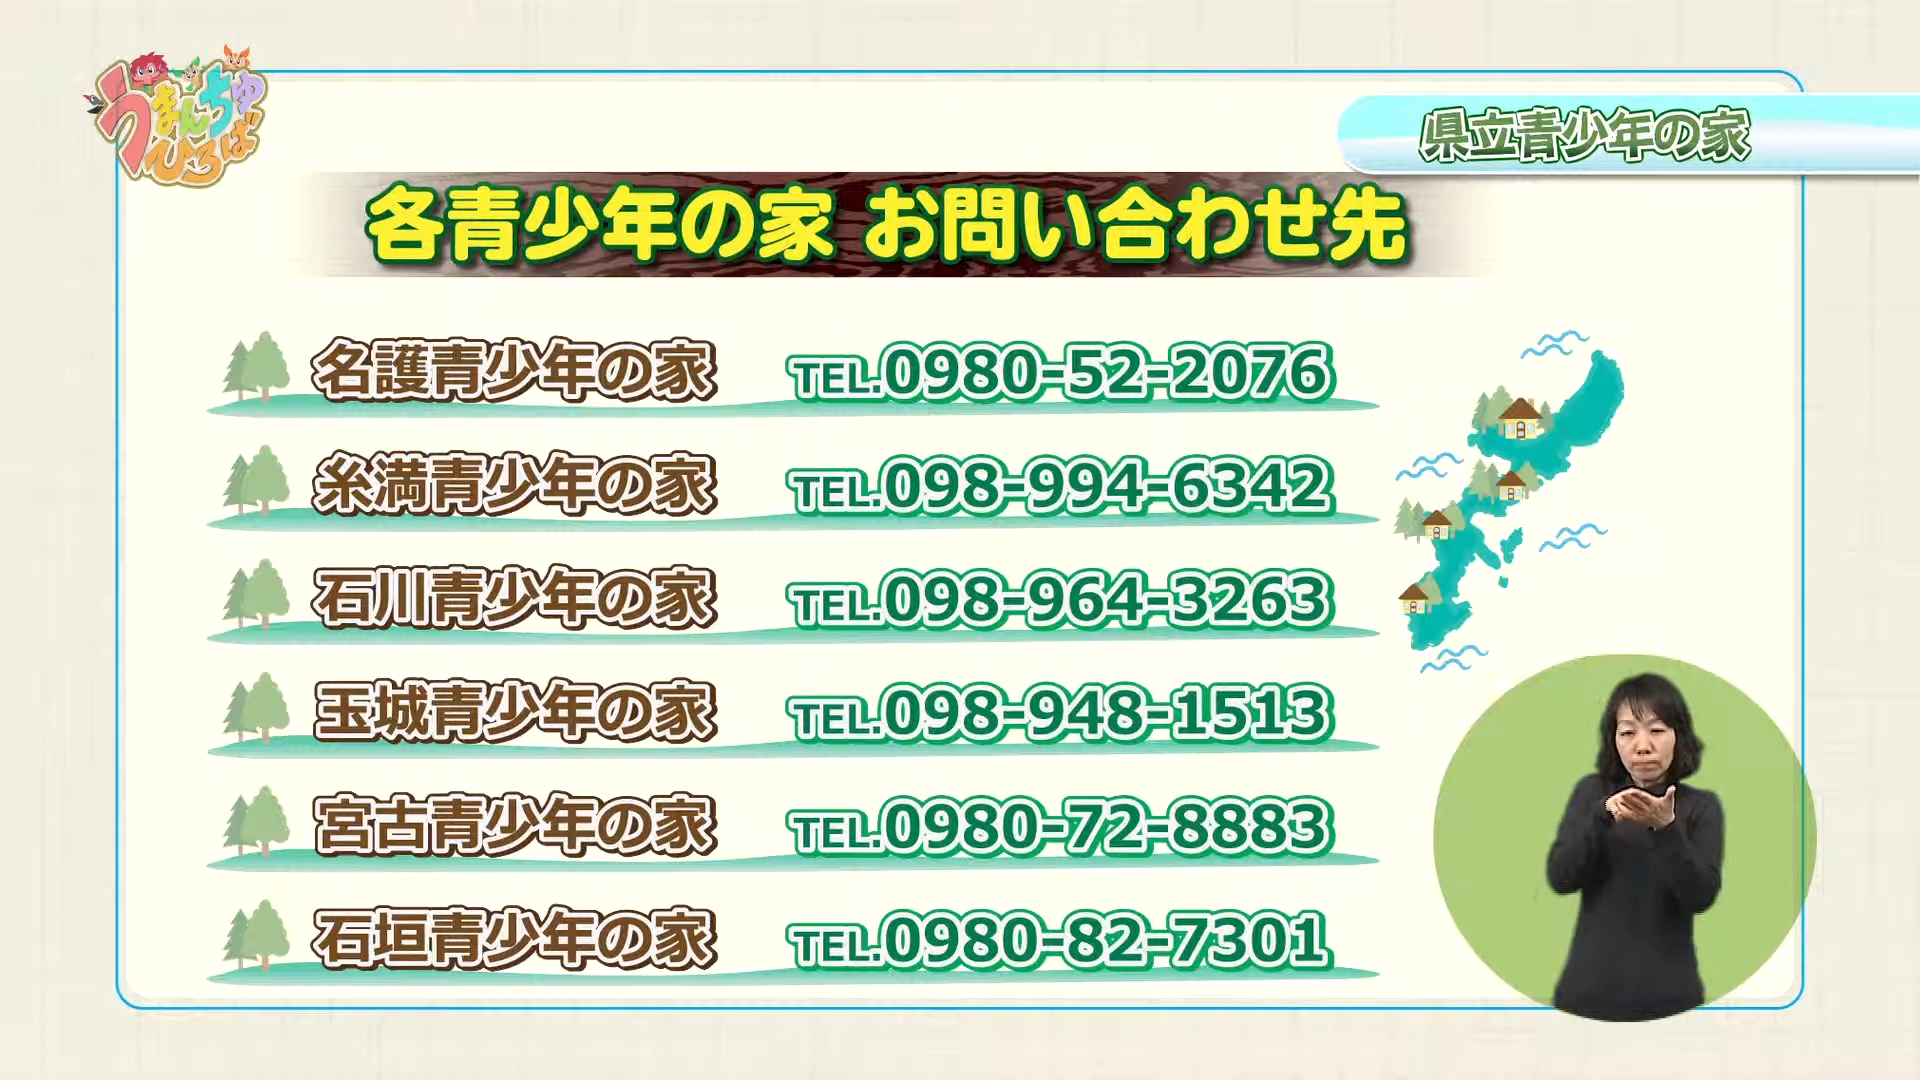 うまんちゅ
ひろば
県立青少年の家
各青少年の家 お問い合わせ先
名護青少年の家 TEL.0980-52-2076
糸満青少年の家 TEL.098-994-6342
石川青少年の家 TEL.098-964-3263
玉城青少年の家 TEL.098-948-1513
宮古青少年の家 TEL.0980-72-8883
石垣青少年の家 TEL.0980-82-7301